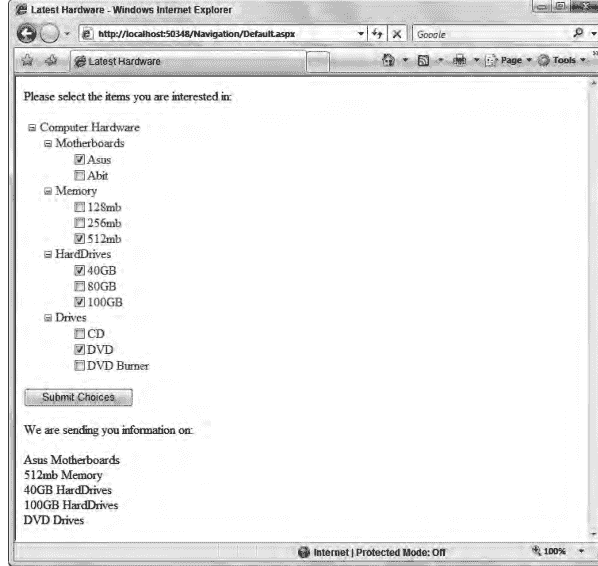 Latest Hardware - Windows Internet Explorer
http://localhost:50348/Navigation/Default.aspx
Google
Latest Hardware
Page
Tools
Please select the items you are interested in:
Computer Hardware
Motherboards
Asus
Abit
Memory
128mb
256mb
512mb
HardDrives
40GB
80GB
100GB
Drives
CD
DVD
DVD Burner
Submit Choices
We are sending you information on:
Asus Motherboards
512mb Memory
40GB HardDrives
100GB HardDrives
DVD Drives
Internet | Protected Mode: Off
100%